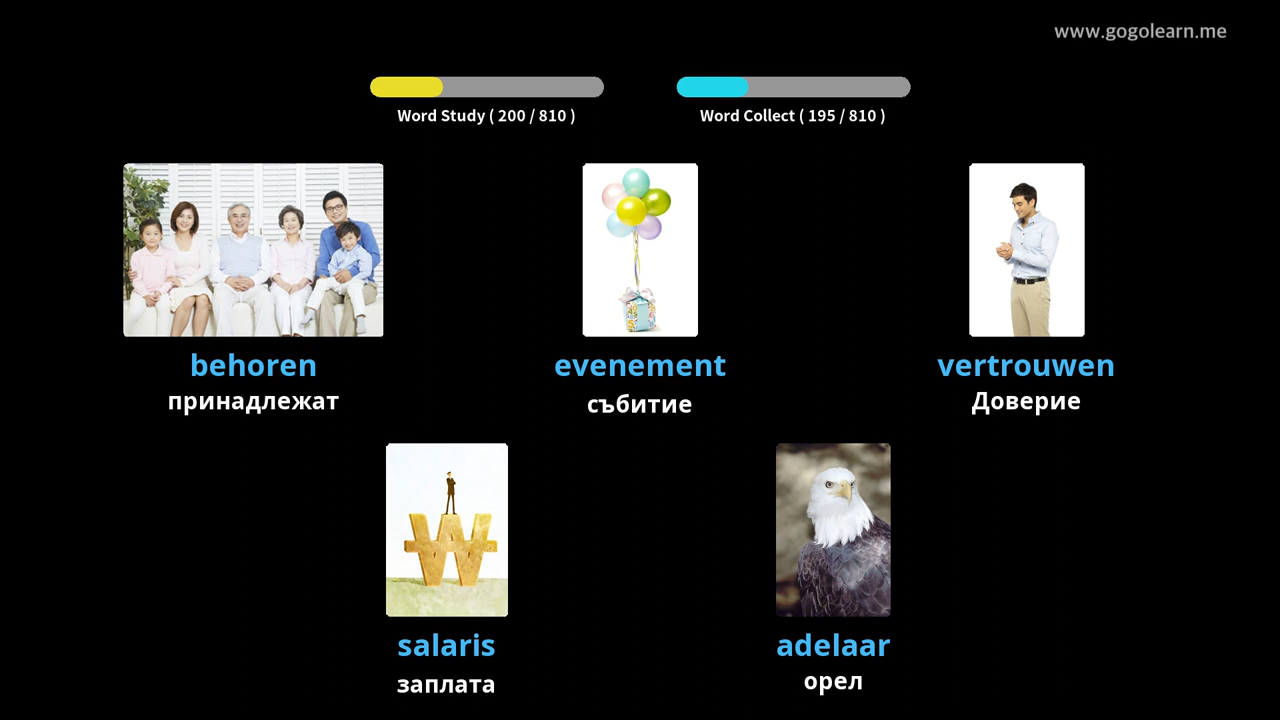 www.gogolearn.me
Word Study ( 200 / 810 )
Word Collect ( 195 / 810 )
behoren
принадлежат
evenement
събитие
vertrouwen
Доверие
salaris
заплата
adelaar
орел